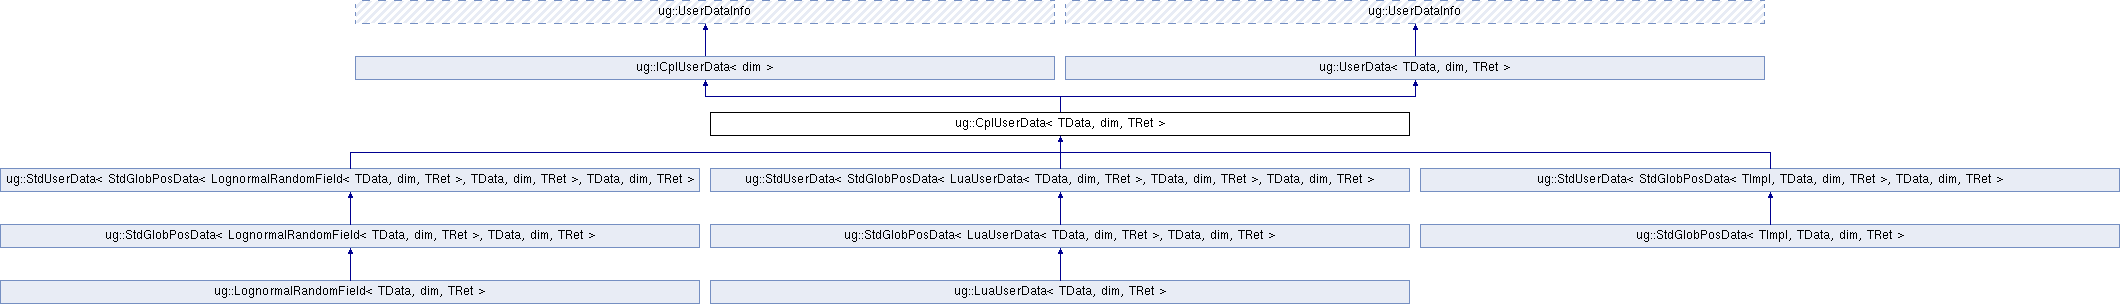 ug::UserDataInfo
ug::UserDataInfo
ug::ICplUserData< dim >
ug::UserData< TData, dim, TRet >
ug::CplUserData< TData, dim, TRet >
ug::StdUserData< StdGlobPosData< LognormalRandomField< TData, dim, TRet >, TData, dim, TRet >, TData, dim, TRet >
ug::StdUserData< StdGlobPosData< LuaUserData< TData, dim, TRet >, TData, dim, TRet >, TData, dim, TRet >
ug::StdUserData< StdGlobPosData< TImpl, TData, dim, TRet >, TData, dim, TRet >
ug::StdGlobPosData< LognormalRandomField< TData, dim, TRet >, TData, dim, TRet >
ug::StdGlobPosData< LuaUserData< TData, dim, TRet >, TData, dim, TRet >
ug::StdGlobPosData< TImpl, TData, dim, TRet >
ug::LognormalRandomField< TData, dim, TRet >
ug::LuaUserData< TData, dim, TRet >